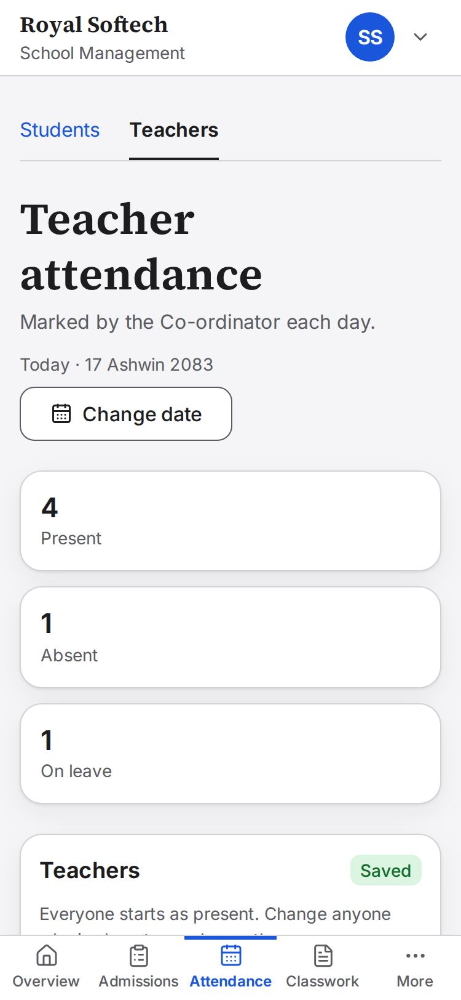 Royal Softech
School Management
SS
Students
Teachers
Teacher
attendance
Marked by the Co-ordinator each day.
Today · 17 Ashwin 2083
Change date
4
Present
1
Absent
1
On leave
Teachers
Saved
Everyone starts as present. Change anyone
Overview
Admissions
Attendance
Classwork
More